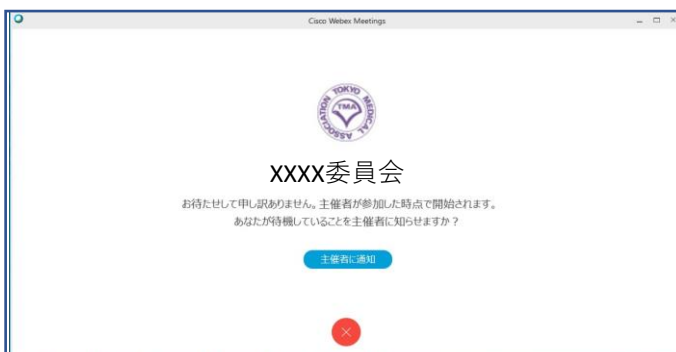 Cisco Webex Meetings
TOKYO MEDICAL ASSOCIATION
TMA
XXXX委員会
お待たせして申し訳ありません。主催者が参加した時点で開始されます。
あなたが待機していることを主催者に知らせますか？
主催者に通知